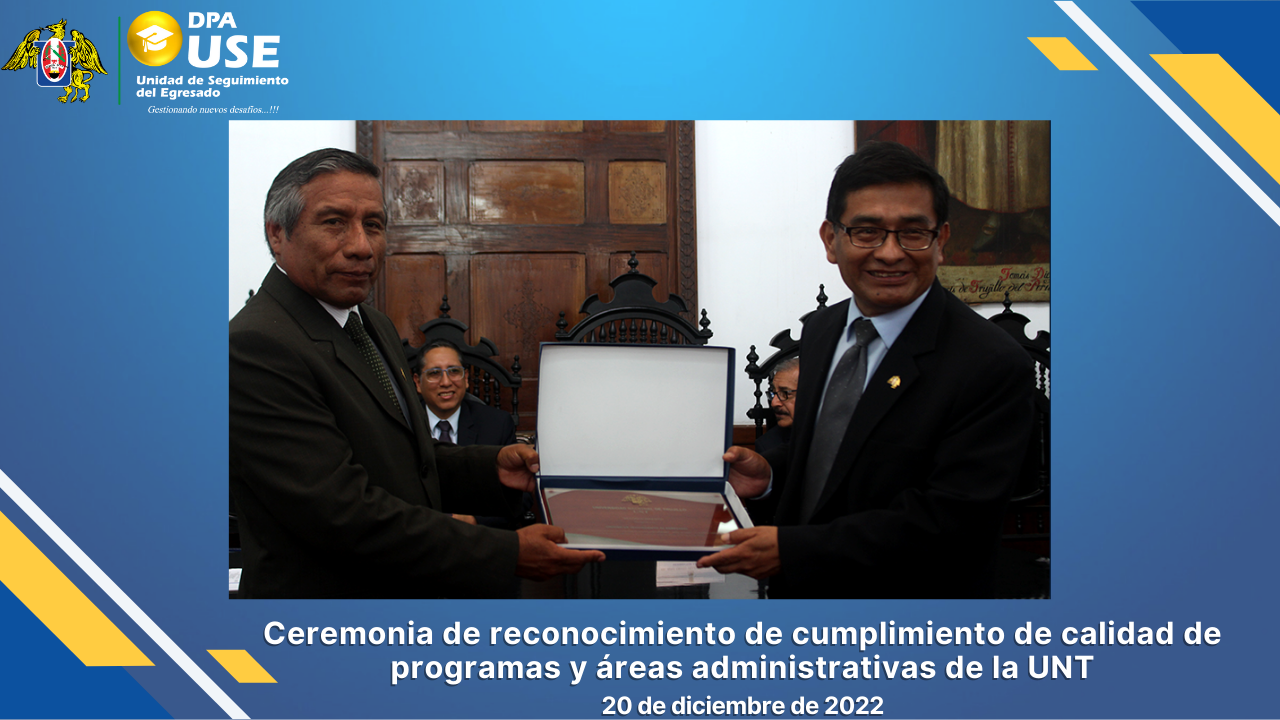 DPA
USE
Unidad de Seguimiento
del Egresado
Gestionando nuevos desafíos...!!!
Ceremonia de reconocimiento de cumplimiento de calidad de
programas y áreas administrativas de la UNT
20 de diciembre de 2022